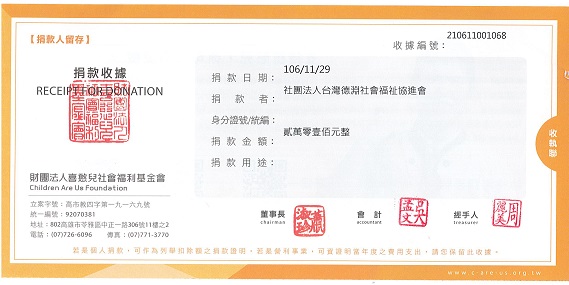 【捐款人留存】
收據編號： 210611001068
捐款收據
RECEIPT FOR DONATION
捐款日期： 106/11/29
捐款者： 社團法人台灣德淵社會福祉協進會
身分證號/統編：
捐款金額： 貳萬零壹佰元整
捐款用途：
財團法人喜憨兒社會福利基金會
Children Are Us Foundation
立案字號：高市教四字第一九一六九號
統一編號：92070381
地址：802高雄市苓雅區中正一路306號11樓之2
電話：(07)726-6096 傳真：(07)771-3770
董事長
chairman
會計
accountant
經手人
treasurer
收執聯
若是個人捐款，可作為列舉扣除額之捐款證明。若是營利事業，可資證明當年度之費用支出，請您保留此收據。
www.c-are-us.org.tw